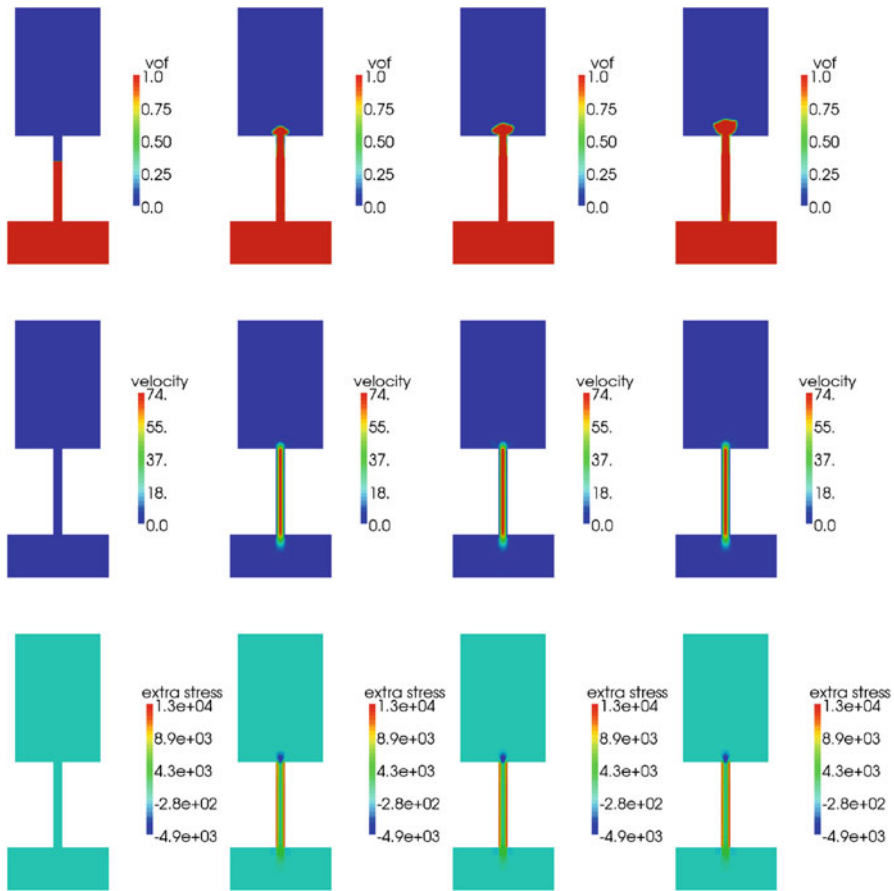 vof
1.0
0.75
0.50
0.25
0.0
vof
1.0
0.75
0.50
0.25
0.0
vof
1.0
0.75
0.50
0.25
0.0
vof
1.0
0.75
0.50
0.25
0.0
velocity
74.
55.
37.
18.
0.0
velocity
74.
55.
37.
18.
0.0
velocity
74.
55.
37.
18.
0.0
velocity
74.
55.
37.
18.
0.0
extra stress
1.3e+04
8.9e+03
4.3e+03
-2.8e+02
-4.9e+03
extra stress
1.3e+04
8.9e+03
4.3e+03
-2.8e+02
-4.9e+03
extra stress
1.3e+04
8.9e+03
4.3e+03
-2.8e+02
-4.9e+03
extra stress
1.3e+04
8.9e+03
4.3e+03
-2.8e+02
-4.9e+03